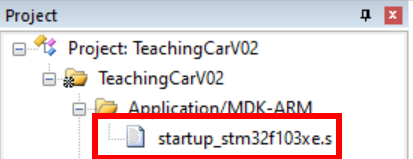 Project
Project: TeachingCarV02
TeachingCarV02
Application/MDK-ARM
startup_stm32f103xe.s